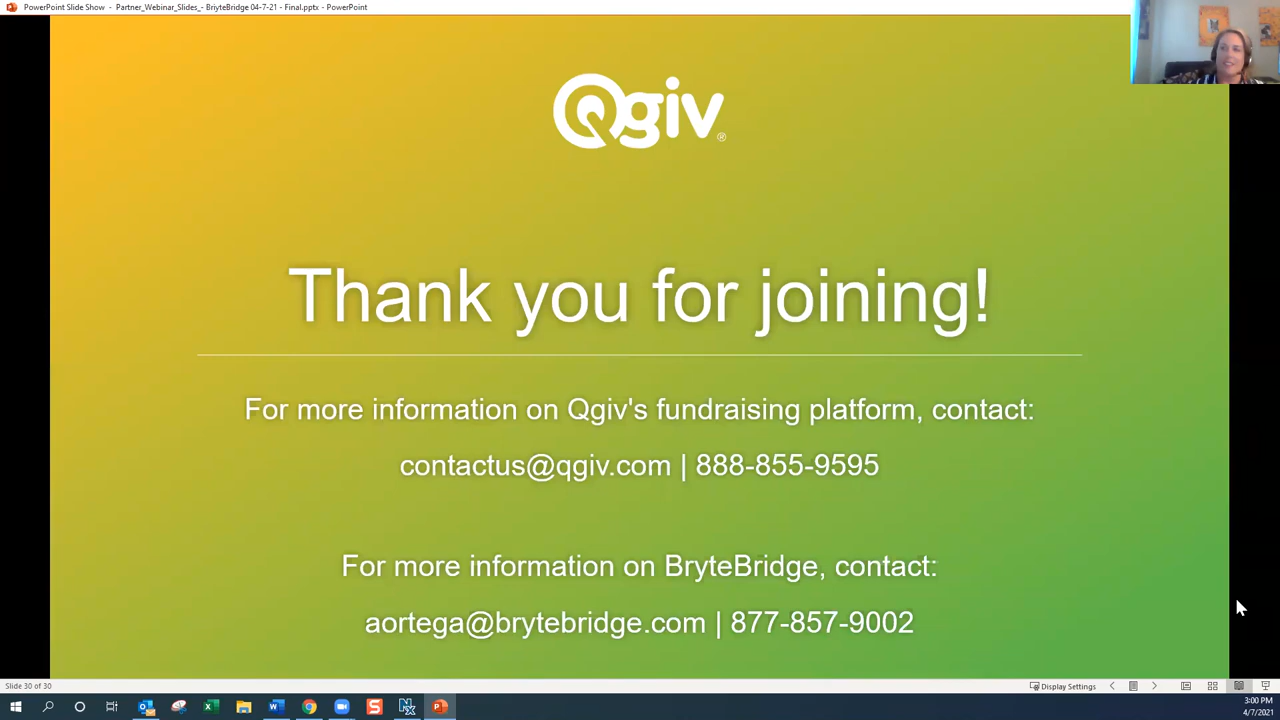 PowerPoint Slide Show - Partner_Webinar_Slides_- BriyteBridge 04-7-21 - Final.pptx - PowerPoint
Qgiv®
Thank you for joining!
For more information on Qgiv's fundraising platform, contact:
contactus@qgiv.com | 888-855-9595
For more information on BryteBridge, contact:
aortega@brytebridge.com | 877-857-9002
Slide 30 of 30
Display Settings
3:00 PM
4/7/2021